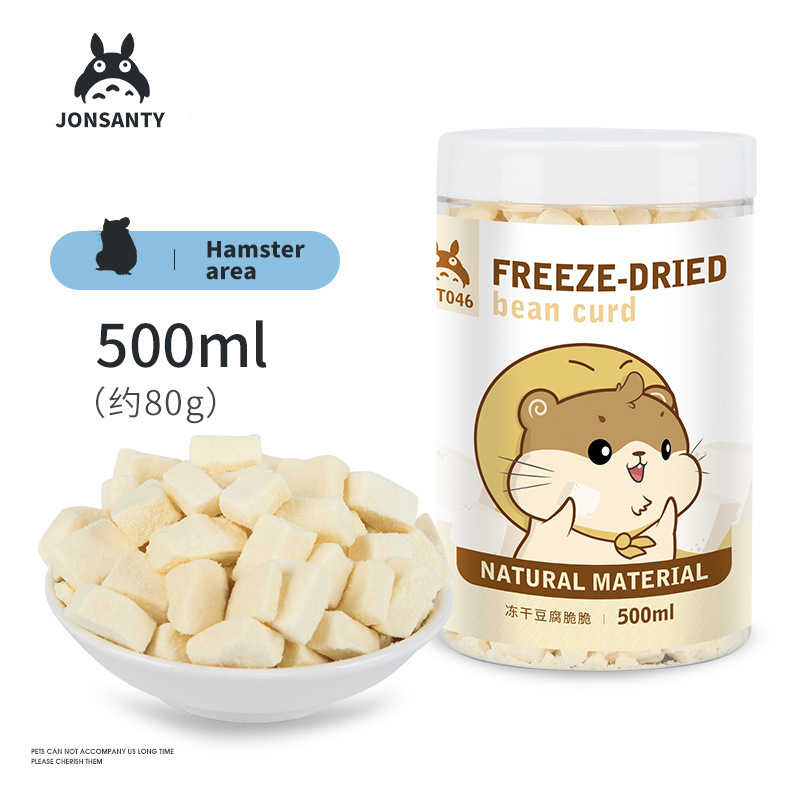 JONSANTY
Hamster
area
500ml
（约80g）
T046
FREEZE-DRIED
bean curd
NATURAL MATERIAL
冻干豆腐脆脆 | 500ml
PETS CAN NOT ACCOMPANY US LONG TIME
PLEASE CHERISH THEM